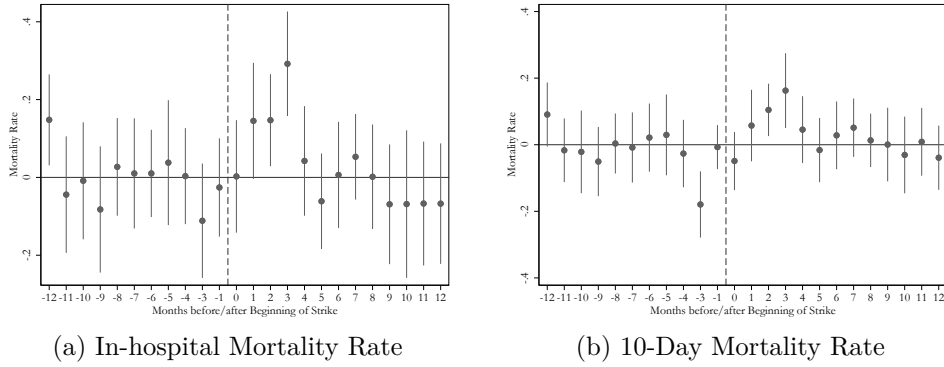 .4
.2
0
-.2
Mortality Rate
-12 -11 -10 -9 -8 -7 -6 -5 -4 -3 -1 0 1 2 3 4 5 6 7 8 9 10 11 12
Months before/after Beginning of Strike
(a) In-hospital Mortality Rate
.4
.2
0
-.2
-.4
Mortality Rate
-12 -11 -10 -9 -8 -7 -6 -5 -4 -3 -1 0 1 2 3 4 5 6 7 8 9 10 11 12
Months before/after Beginning of Strike
(b) 10-Day Mortality Rate